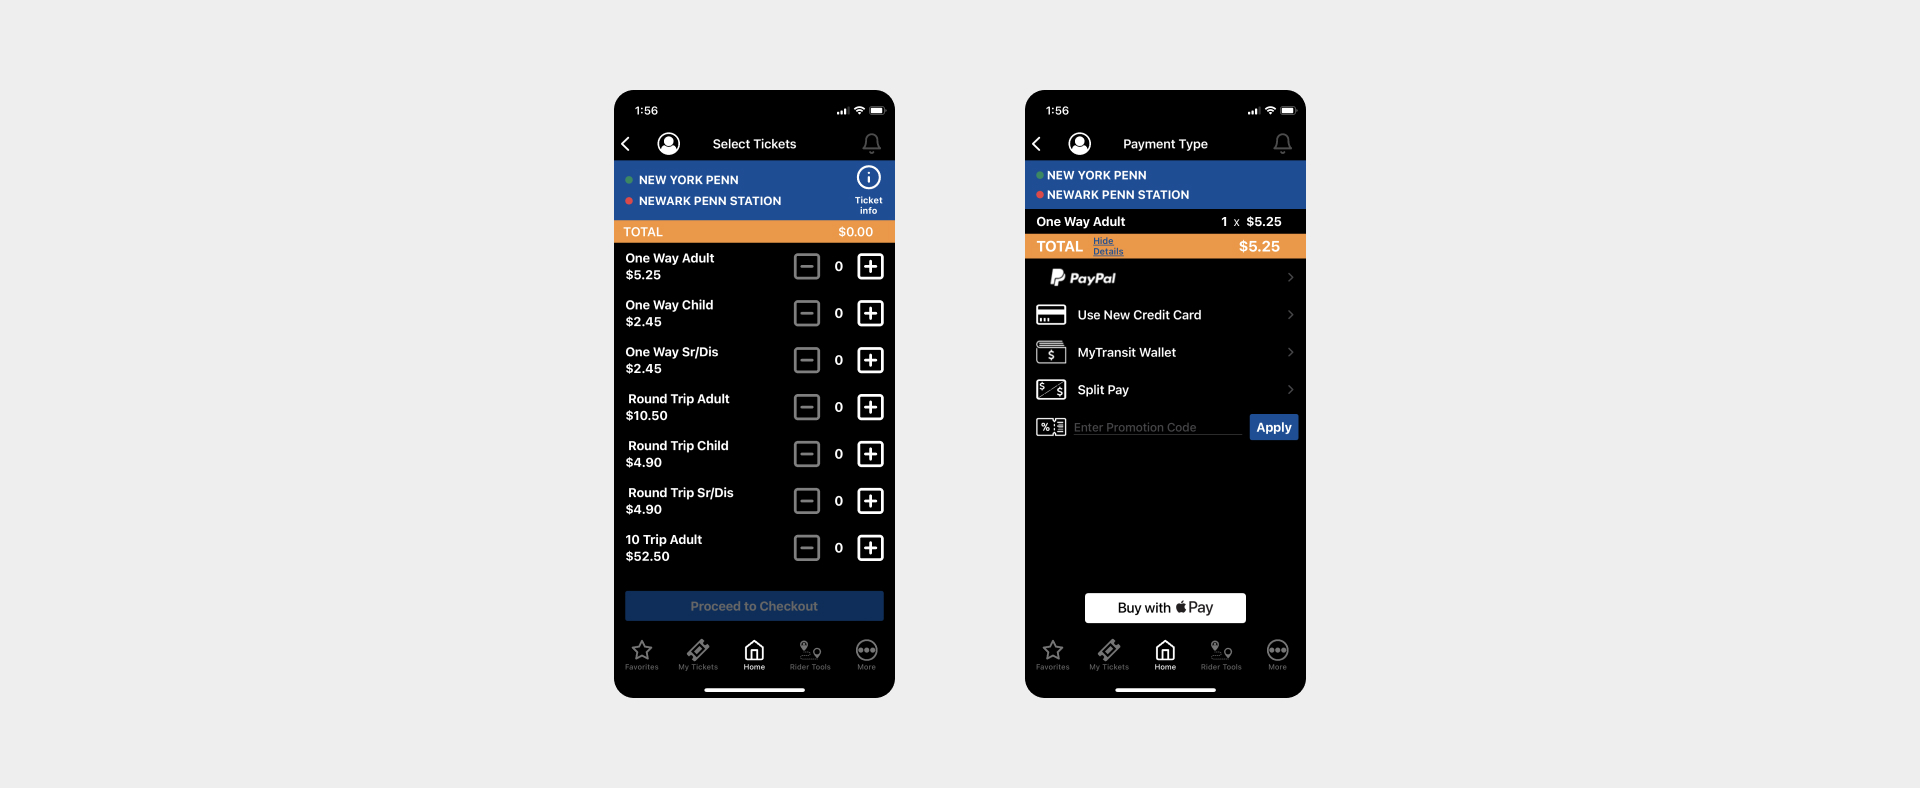 1:56
Select Tickets
NEW YORK PENN
NEWARK PENN STATION
Ticket
info
TOTAL $0.00
One Way Adult
$5.25
0
One Way Child
$2.45
0
One Way Sr/Dis
$2.45
0
Round Trip Adult
$10.50
0
Round Trip Child
$4.90
0
Round Trip Sr/Dis
$4.90
0
10 Trip Adult
$52.50
0
Proceed to Checkout
Favorites My Tickets Home Rider Tools More
1:56
Payment Type
NEW YORK PENN
NEWARK PENN STATION
One Way Adult 1 x $5.25
TOTAL Hide
Details
$5.25
PayPal
Use New Credit Card
MyTransit Wallet
Split Pay
Enter Promotion Code Apply
Buy with Pay
Favorites My Tickets Home Rider Tools More